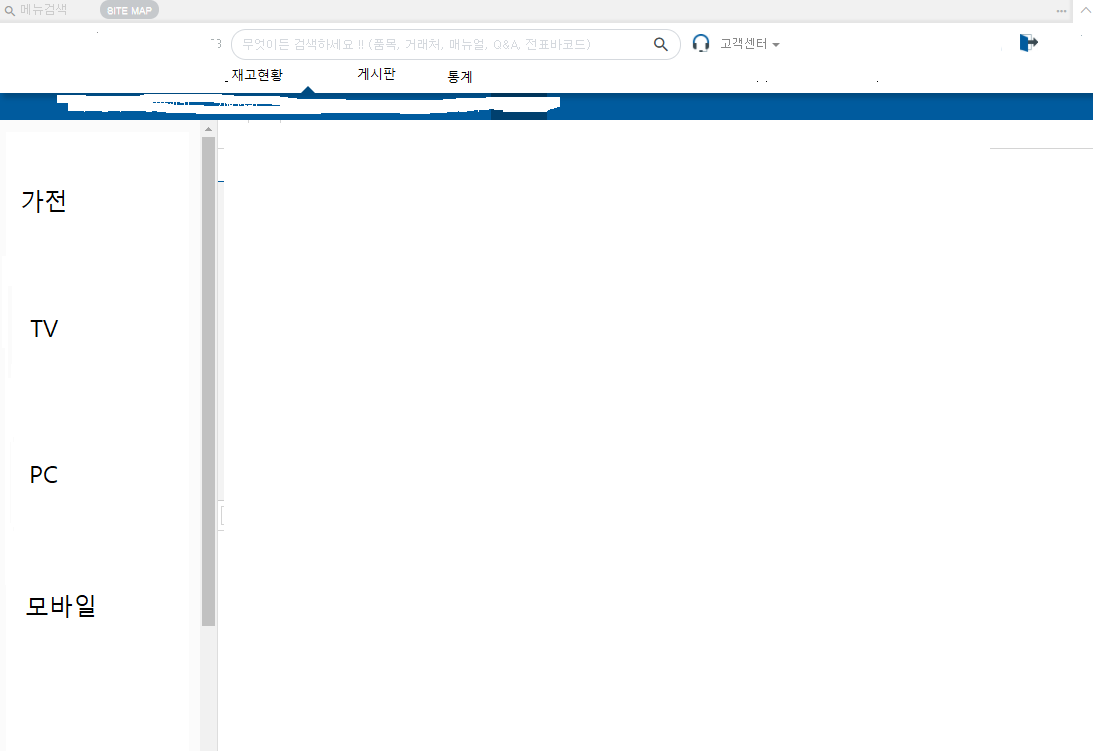 메뉴검색 SITE MAP
무엇이든 검색하세요 !! (품목, 거래처, 매뉴얼, Q&A, 전표바코드) 고객센터
재고현황 게시판 통계
가전
TV
PC
모바일